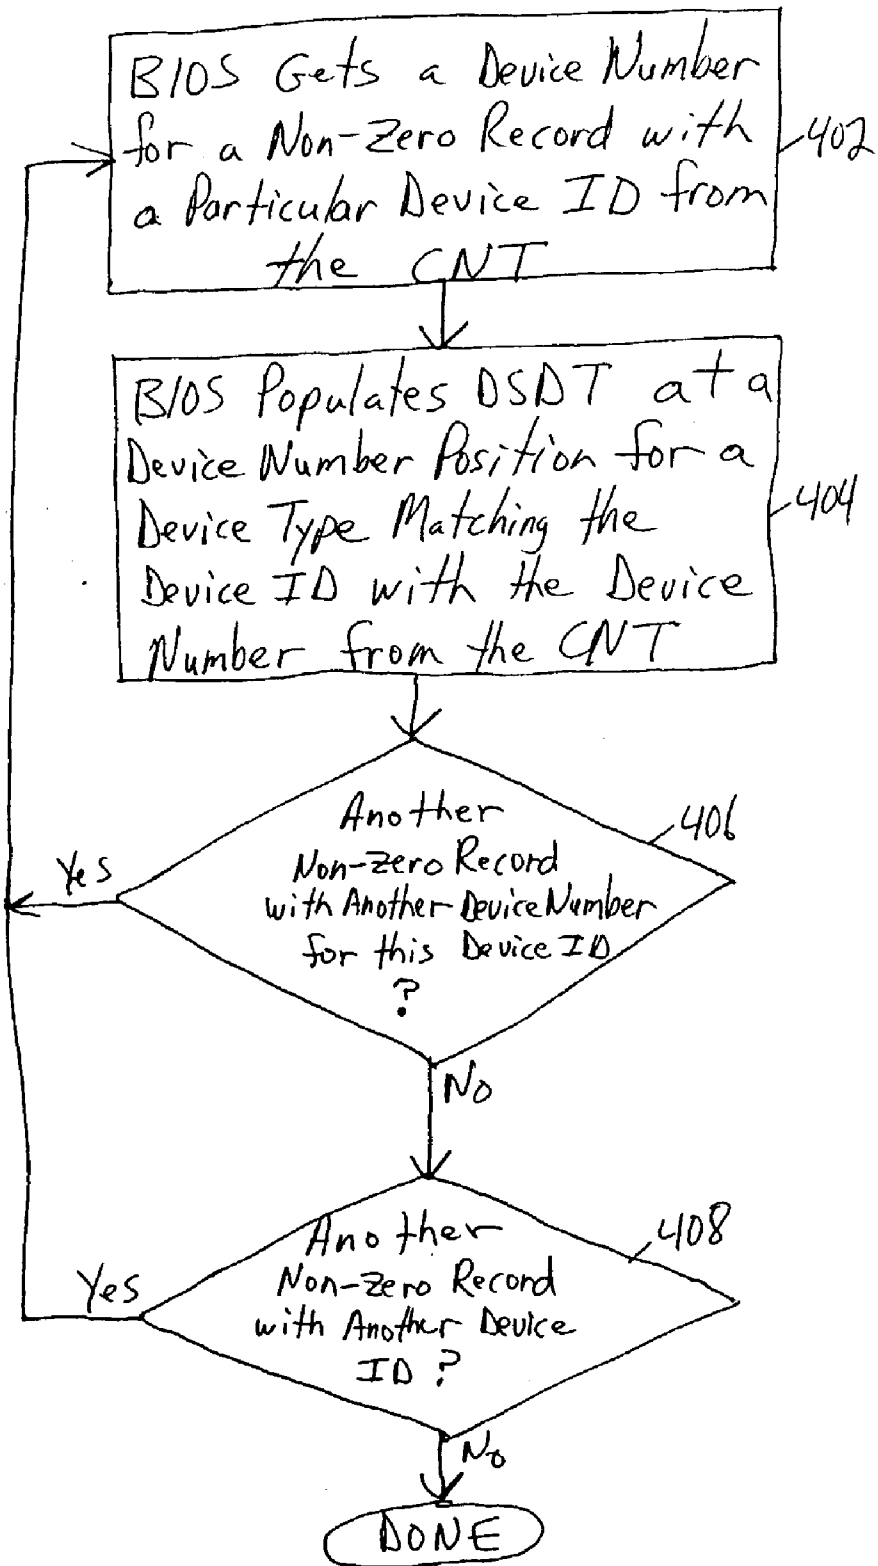 BIOS Gets a Device Number
for a Non-Zero Record with
a Particular Device ID from
the CNT
402
BIOS Populates DSDT at a
Device Number Position for a
Device Type Matching the
Device ID with the Device
Number from the CNT
404
Another
Non-zero Record
with Another Device Number
for this Device ID
?
406
Yes
No
Another
Non-zero Record
with Another Device
ID?
408
Yes
No
DONE